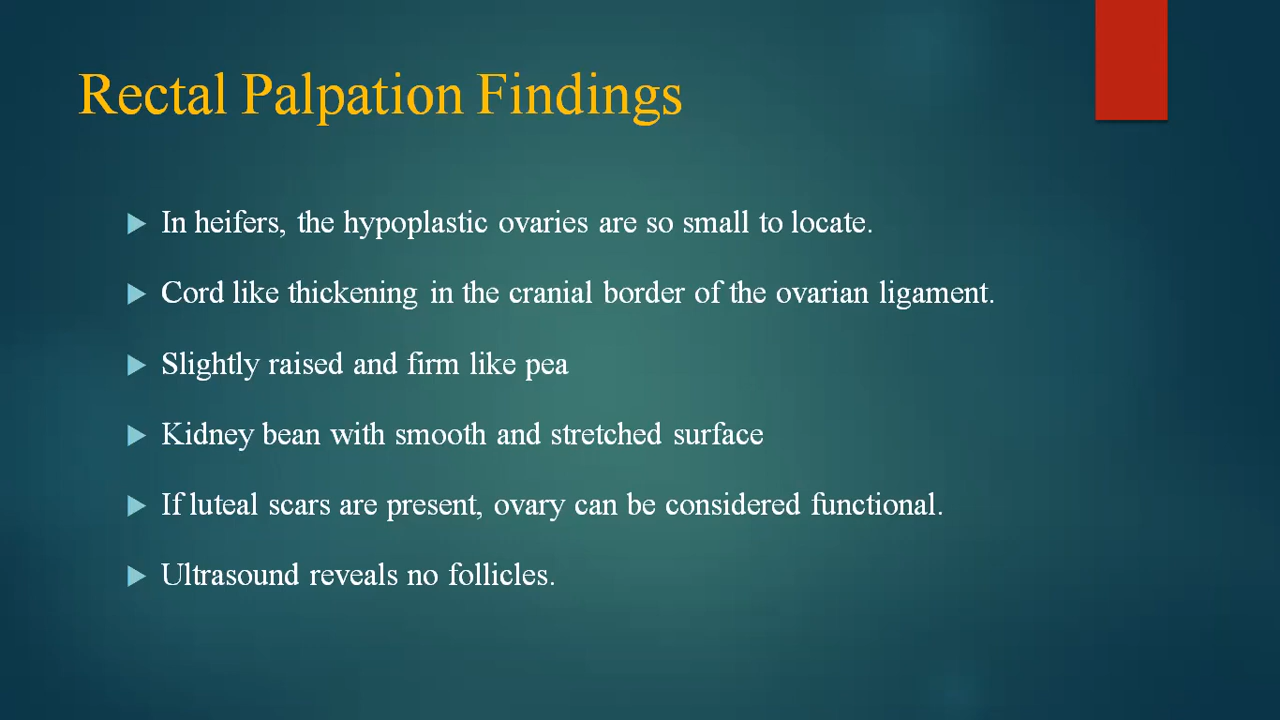 Rectal Palpation Findings
In heifers, the hypoplastic ovaries are so small to locate.
Cord like thickening in the cranial border of the ovarian ligament.
Slightly raised and firm like pea
Kidney bean with smooth and stretched surface
If luteal scars are present, ovary can be considered functional.
Ultrasound reveals no follicles.